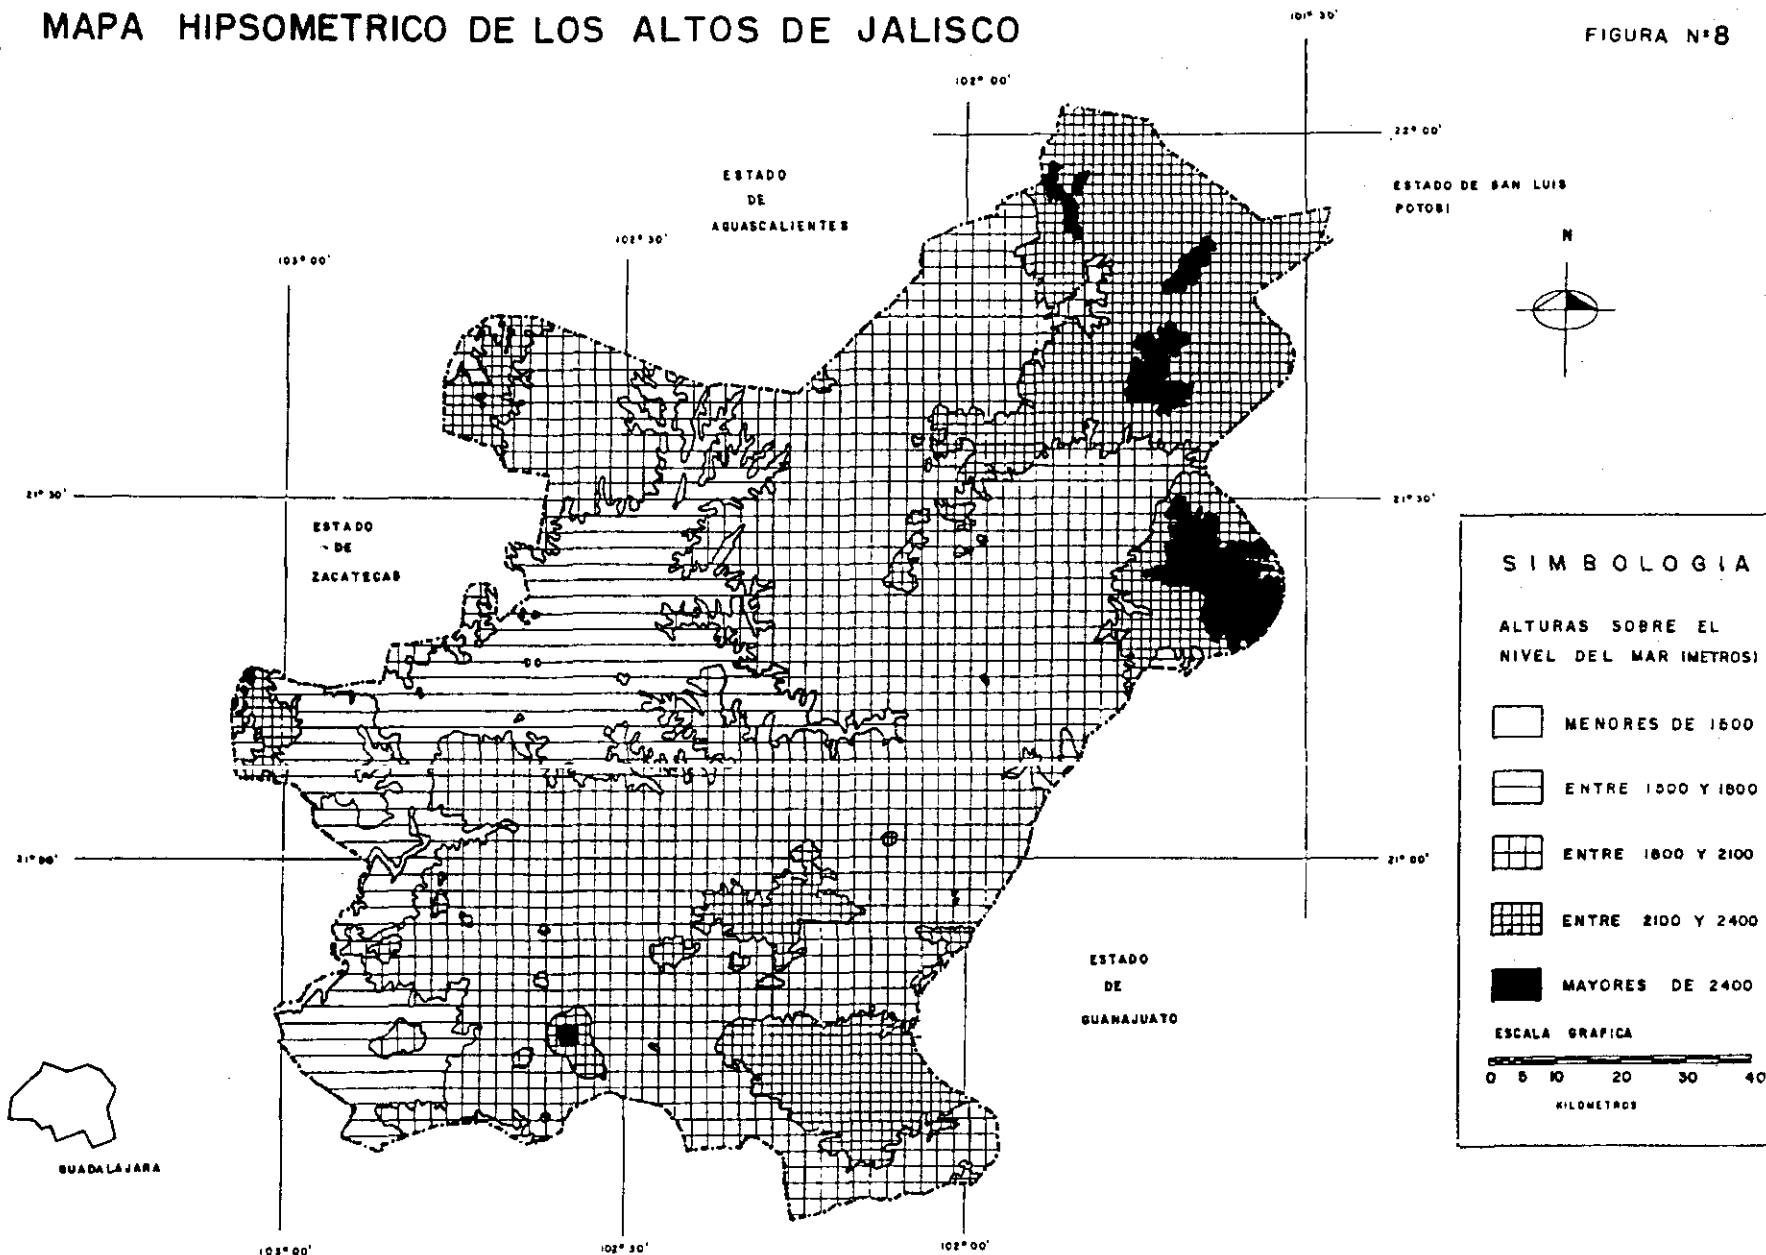 MAPA HIPSOMETRICO DE LOS ALTOS DE JALISCO
FIGURA Nº8
101° 30'
102° 00'
22° 00'
ESTADO
DE
AGUASCALIENTES
ESTADO DE SAN LUIS
POTOSI
N
102° 30'
103° 00'
21° 30'
21° 30'
ESTADO
DE
ZACATECAS
SIMBOLOGIA
ALTURAS SOBRE EL
NIVEL DEL MAR (METROS)
MENORES DE 1500
ENTRE 1500 Y 1800
ENTRE 1800 Y 2100
ENTRE 2100 Y 2400
MAYORES DE 2400
ESCALA GRAFICA
0 5 10 20 30 40
KILOMETROS
21° 00'
21° 00'
ESTADO
DE
GUANAJUATO
GUADALAJARA
103° 00'
102° 30'
102° 00'